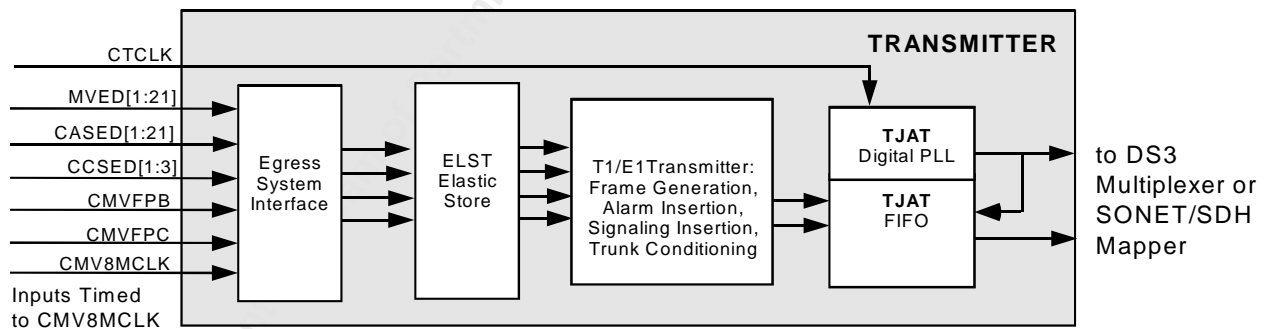 TRANSMITTER
CTCLK
MVED[1:21]
CASED[1:21]
CCSED[1:3]
CMVFPB
CMVFPC
CMV8MCLK
Inputs Timed
to CMV8MCLK
Egress
System
Interface
ELST
Elastic
Store
T1/E1Transmitter:
Frame Generation,
Alarm Insertion,
Signaling Insertion,
Trunk Conditioning
TJAT
Digital PLL
TJAT
FIFO
to DS3
Multiplexer or
SONET/SDH
Mapper